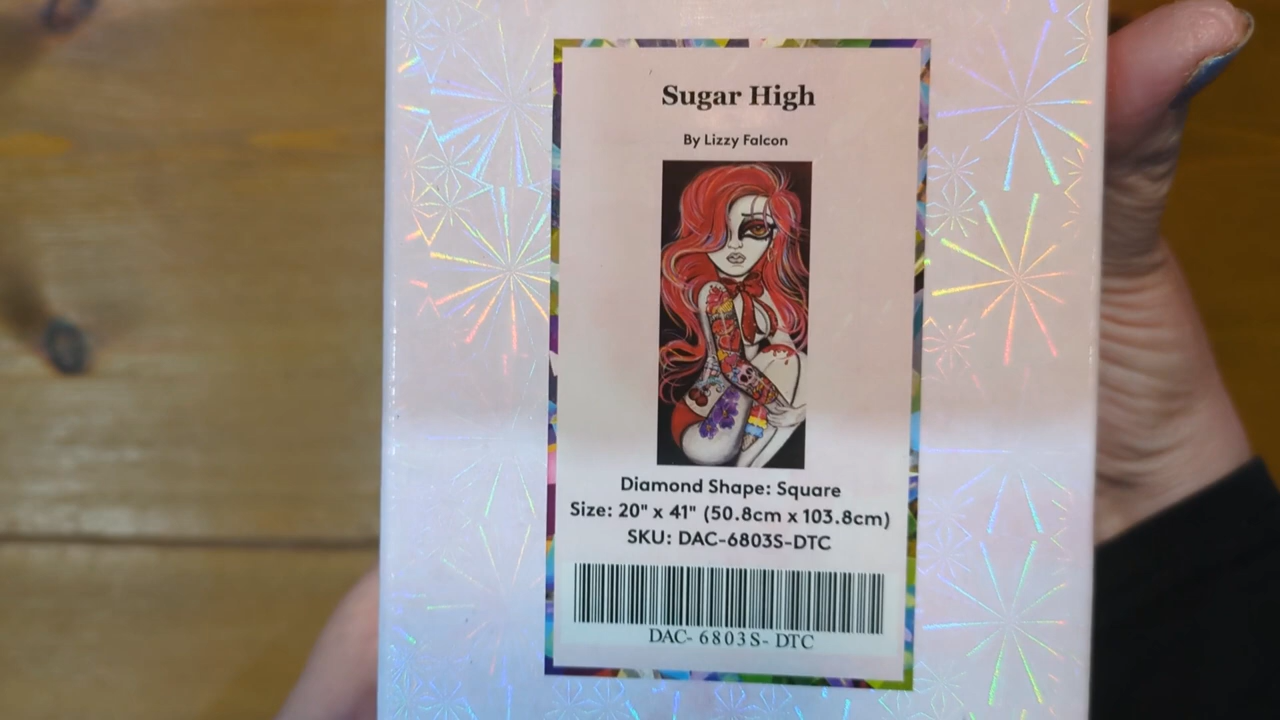 Sugar High
By Lizzy Falcon
Diamond Shape: Square
Size: 20" x 41" (50.8cm x 103.8cm)
SKU: DAC-6803S-DTC
DAC- 6803S- DTC